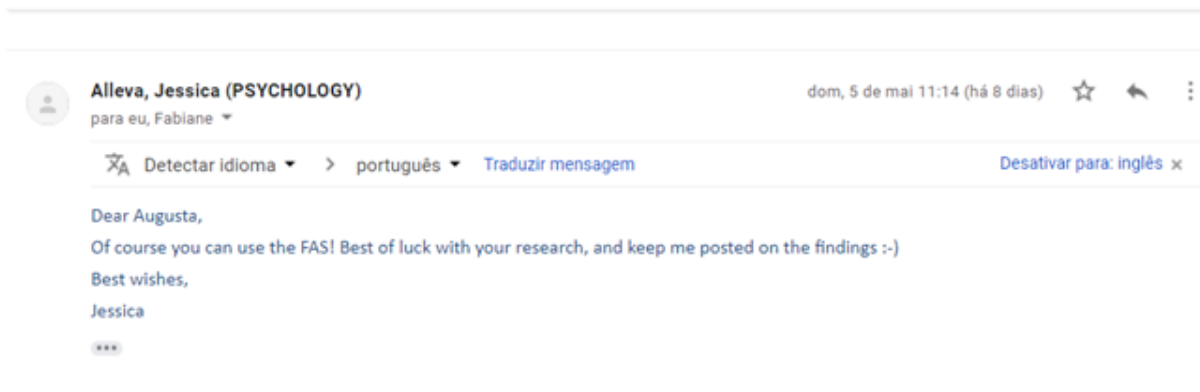 Alleva, Jessica (PSYCHOLOGY)
dom, 5 de mai 11:14 (há 8 dias)
para eu, Fabiane
Detectar idioma > português Traduzir mensagem Desativar para: inglês ×
Dear Augusta,
Of course you can use the FAS! Best of luck with your research, and keep me posted on the findings :-)
Best wishes,
Jessica